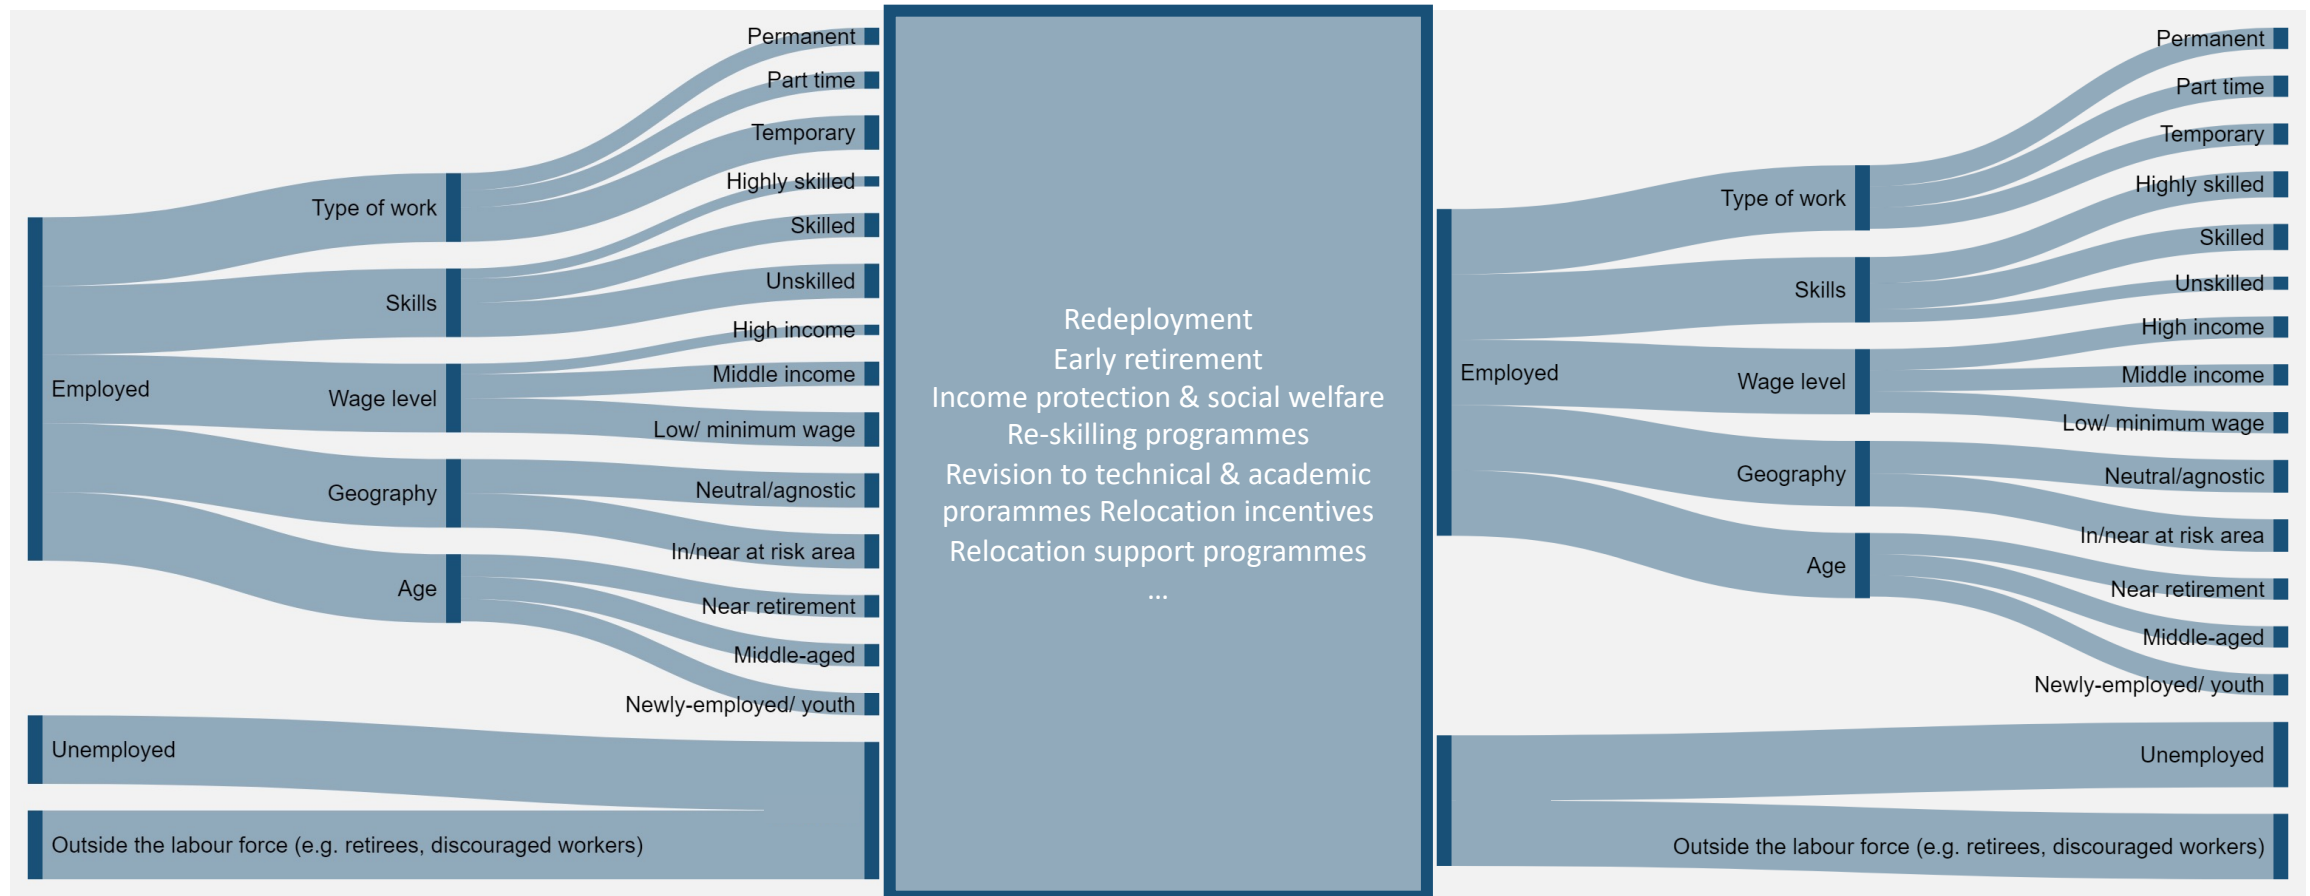 Permanent
Part time
Temporary
Highly skilled
Skilled
Unskilled
High income
Middle income
Low/ minimum wage
Neutral/agnostic
In/near at risk area
Near retirement
Middle-aged
Newly-employed/ youth
Type of work
Skills
Wage level
Geography
Age
Employed
Unemployed
Outside the labour force (e.g. retirees, discouraged workers)
Redeployment
Early retirement
Income protection & social welfare
Re-skilling programmes
Revision to technical & academic
prorammes Relocation incentives
Relocation support programmes
...
Employed
Type of work
Skills
Wage level
Geography
Age
Permanent
Part time
Temporary
Highly skilled
Skilled
Unskilled
High income
Middle income
Low/ minimum wage
Neutral/agnostic
In/near at risk area
Near retirement
Middle-aged
Newly-employed/ youth
Unemployed
Outside the labour force (e.g. retirees, discouraged workers)